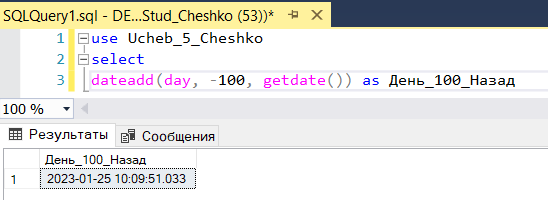 SQLQuery1.sql - DE...Stud_Cheshko (53))*
1 use Ucheb_5_Cheshko
2 select
3 dateadd(day, -100, getdate()) as День_100_Назад
100 %
Результаты Сообщения
День_100_Назад
1 2023-01-25 10:09:51.033